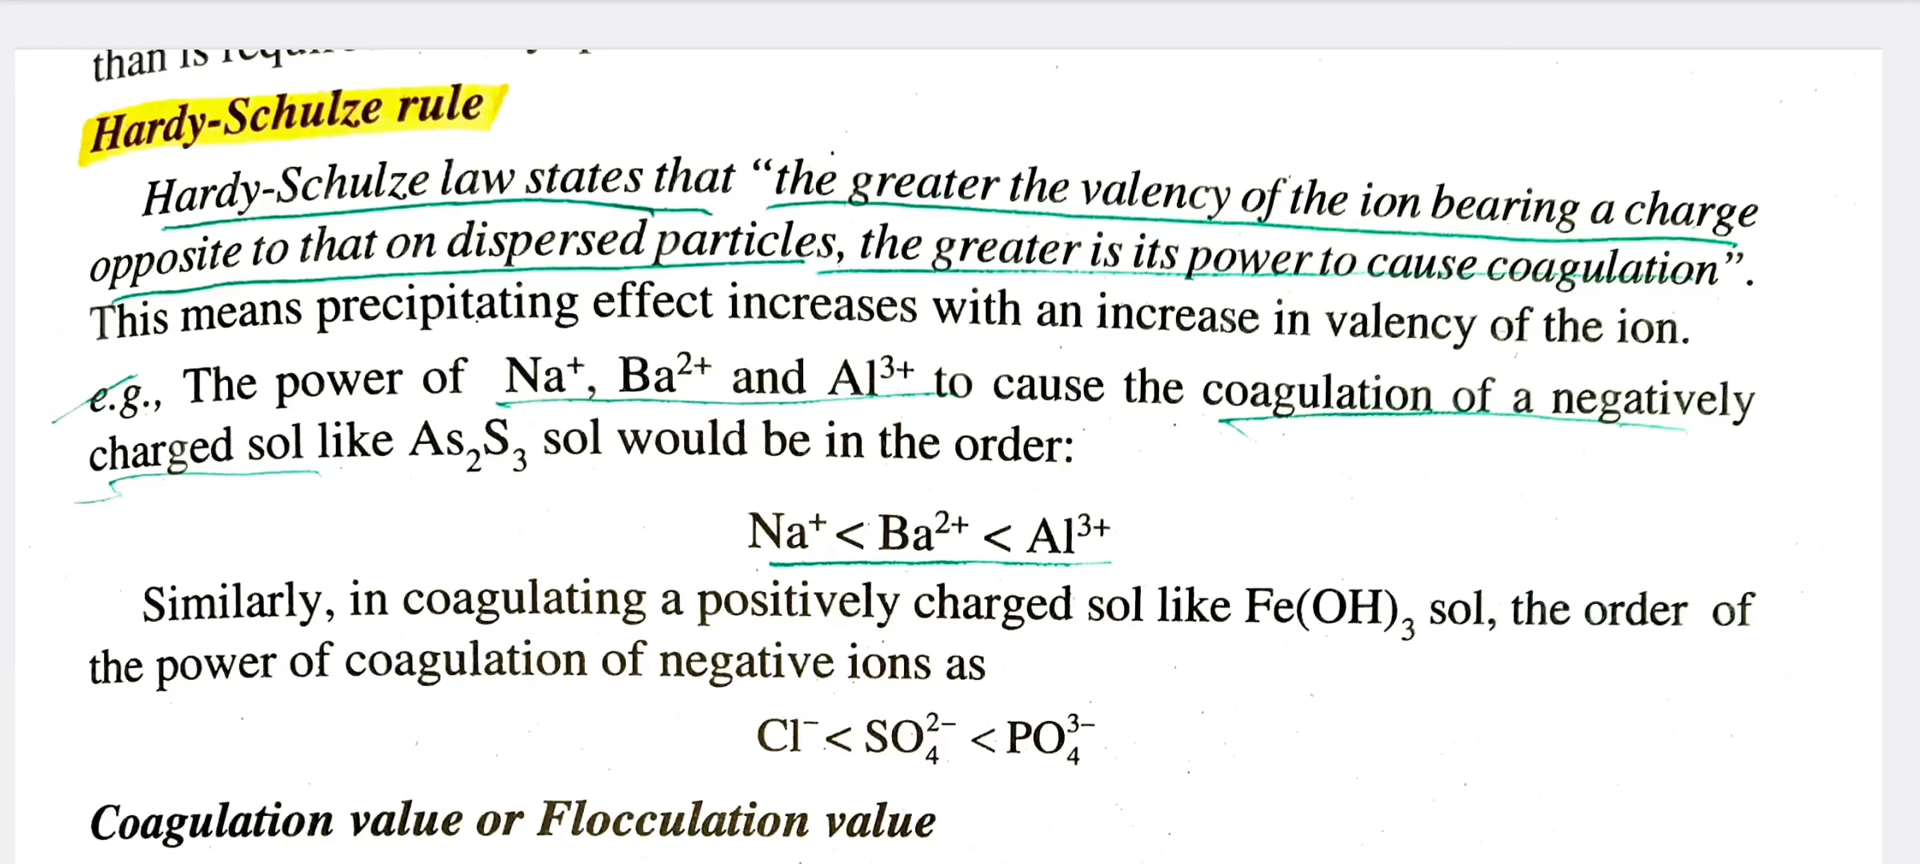 than is
Hardy-Schulze rule
Hardy-Schulze law states that “the greater the valency of the ion bearing a charge
opposite to that on dispersed particles, the greater is its power to cause coagulation”.
This means precipitating effect increases with an increase in valency of the ion.
e.g., The power of Na⁺, Ba²⁺ and Al³⁺ to cause the coagulation of a negatively
charged sol like As₂S₃ sol would be in the order:
Na⁺ < Ba²⁺ < Al³⁺
Similarly, in coagulating a positively charged sol like Fe(OH)₃ sol, the order of
the power of coagulation of negative ions as
Cl⁻ < SO₄²⁻ < PO₄³⁻
Coagulation value or Flocculation value